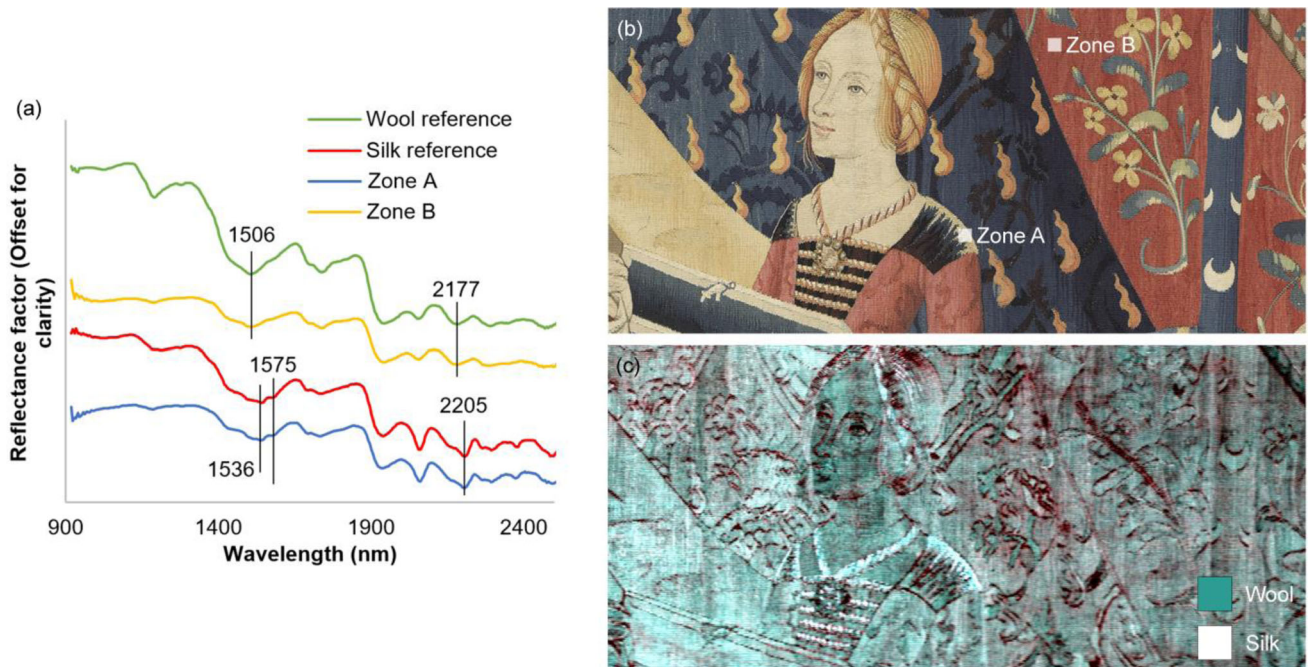 (a)
Wool reference
Silk reference
Zone A
Zone B
1506
2177
1575
2205
1536
Reflectance factor (Offset for
clarity)
900 1400 1900 2400
Wavelength (nm)
(b)
Zone B
Zone A
(c)
Wool
Silk